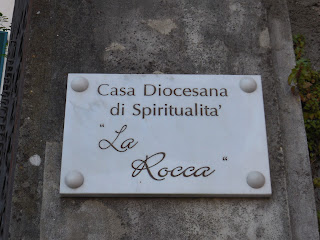 Casa Diocesana
di Spiritualita'
"La
Rocca"